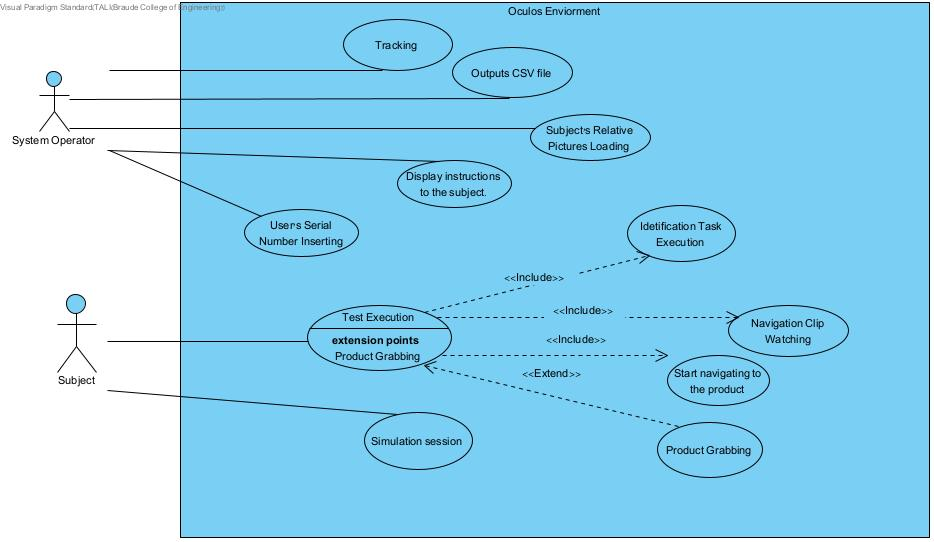 Visual Paradigm Standard(TALI(Braude College of Engineering))
Oculos Enviorment
Tracking
Outputs CSV file
System Operator
Subject's Relative
Pictures Loading
Display instructions
to the subject.
User's Serial
Number Inserting
Idetification Task
Execution
<<Include>>
<<Include>>
Test Execution
extension points
Product Grabbing
Navigation Clip
Watching
<<Include>>
<<Extend>>
Start navigating to
the product
Subject
Simulation session
Product Grabbing